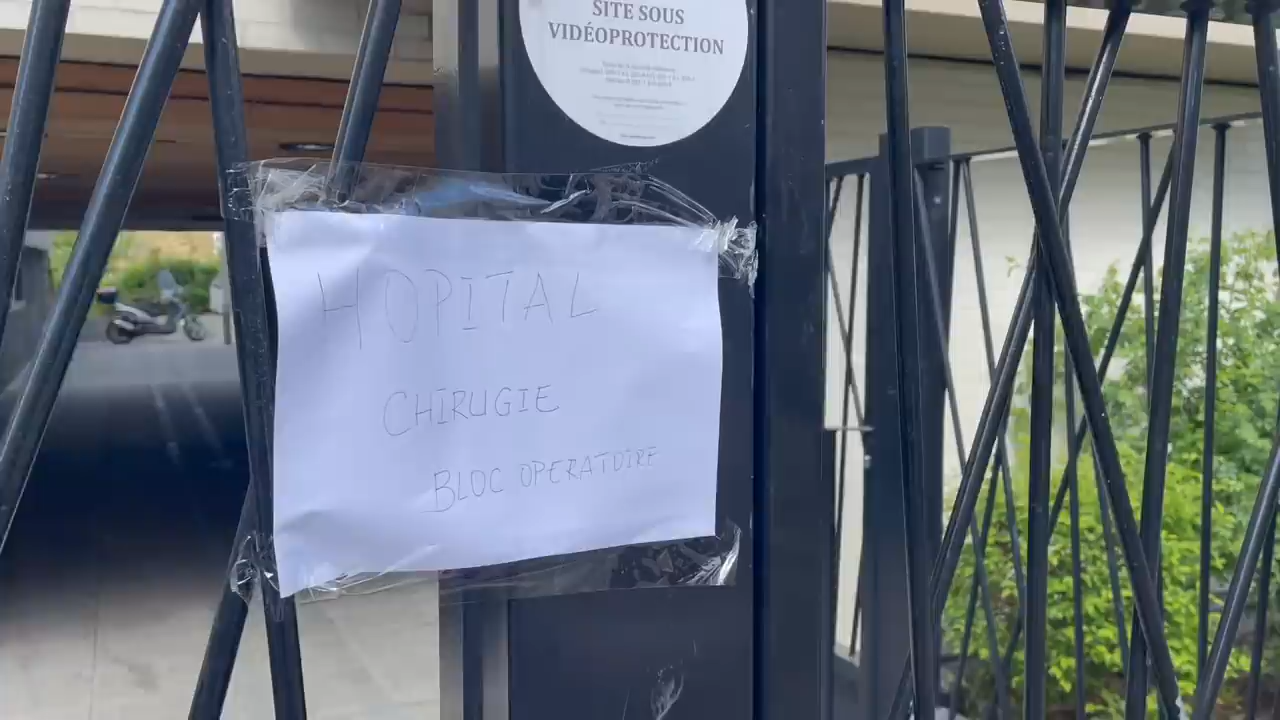 SITE SOUS
VIDÉOPROTECTION
HOPITAL
CHIRUGIE
BLOC OPERATOIRE